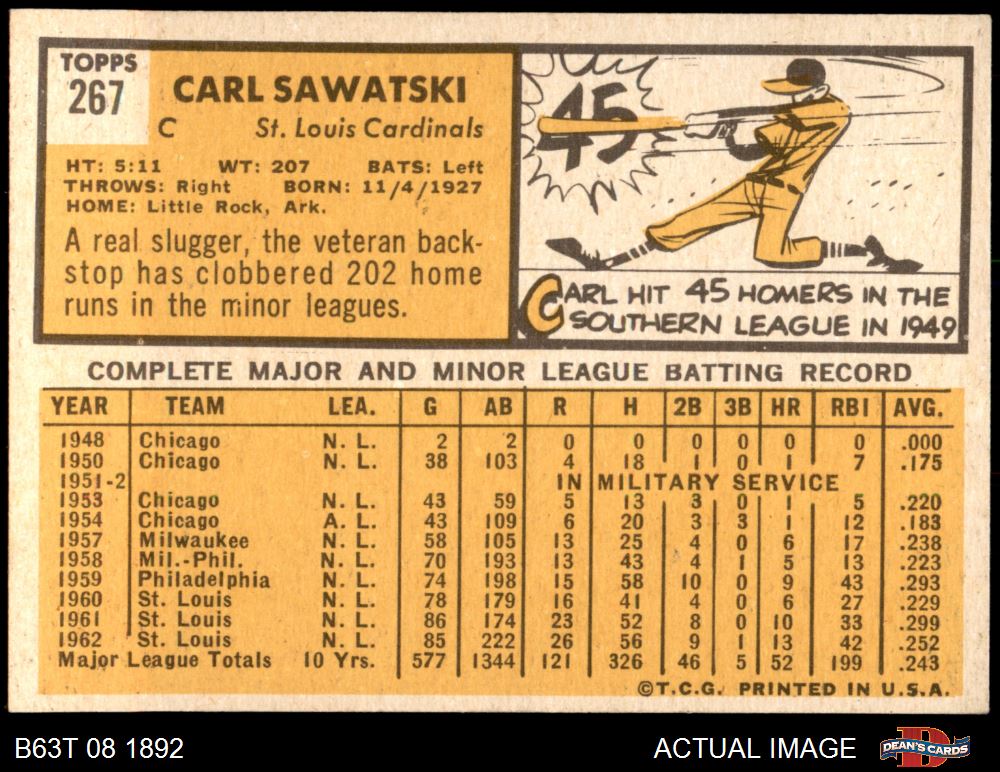 TOPPS
267
CARL SAWATSKI
C St. Louis Cardinals
HT: 5:11 WT: 207 BATS: Left
THROWS: Right BORN: 11/4/1927
HOME: Little Rock, Ark.
A real slugger, the veteran back-
stop has clobbered 202 home
runs in the minor leagues.
45
CARL HIT 45 HOMERS IN THE
SOUTHERN LEAGUE IN 1949
COMPLETE MAJOR AND MINOR LEAGUE BATTING RECORD
YEAR TEAM LEA. G AB R H 2B 3B HR RBI AVG.
1948 Chicago N. L. 2 2 0 0 0 0 0 0 .000
1950 Chicago N. L. 38 103 4 18 1 0 1 7 .175
1951-2 IN MILITARY SERVICE
1953 Chicago N. L. 43 59 5 13 3 0 1 5 .220
1954 Chicago A. L. 43 109 6 20 3 3 1 12 .183
1957 Milwaukee N. L. 58 105 13 25 4 0 6 17 .238
1958 Mil.-Phil. N. L. 70 193 13 43 4 1 5 13 .223
1959 Philadelphia N. L. 74 198 15 58 10 0 9 43 .293
1960 St. Louis N. L. 78 179 16 41 4 0 6 27 .229
1961 St. Louis N. L. 86 174 23 52 8 0 10 33 .299
1962 St. Louis N. L. 85 222 26 56 9 1 13 42 .252
Major League Totals 10 Yrs. 577 1344 121 326 46 5 52 199 .243
©T.C.G. PRINTED IN U.S.A.
B63T 08 1892 ACTUAL IMAGE DEAN'S CARDS